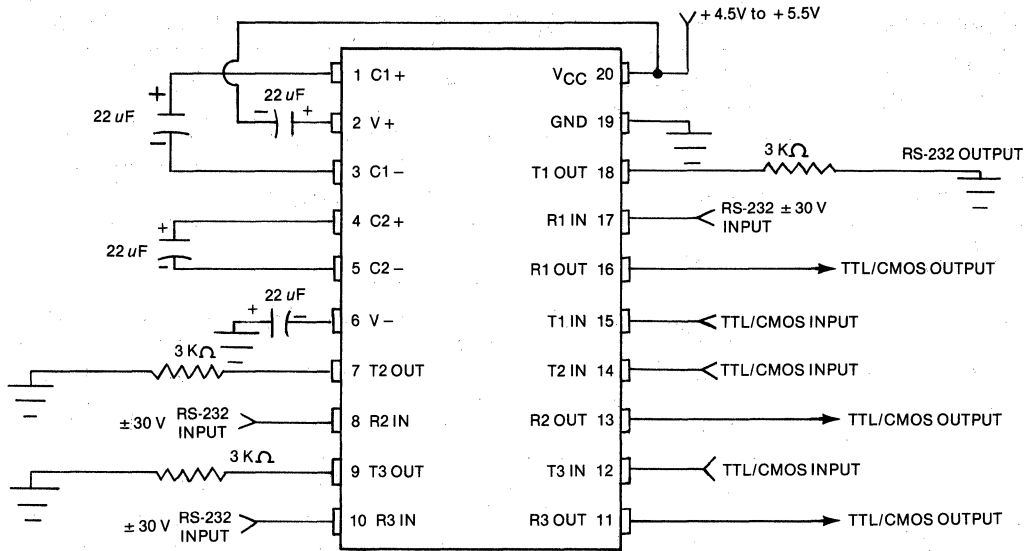 + 4.5V to + 5.5V
1 C1+ VCC 20
+
22 uF
−
− 22 uF +
2 V+ GND 19
3 C1− T1 OUT 18
3 KΩ
RS-232 OUTPUT
4 C2+ R1 IN 17
RS-232 ± 30 V
INPUT
+
22 uF
−
5 C2− R1 OUT 16 TTL/CMOS OUTPUT
22 uF
+ −
6 V− T1 IN 15 TTL/CMOS INPUT
3 KΩ
7 T2 OUT T2 IN 14 TTL/CMOS INPUT
± 30 V RS-232
INPUT
8 R2 IN R2 OUT 13 TTL/CMOS OUTPUT
3 KΩ
9 T3 OUT T3 IN 12 TTL/CMOS INPUT
± 30 V RS-232
INPUT
10 R3 IN R3 OUT 11 TTL/CMOS OUTPUT